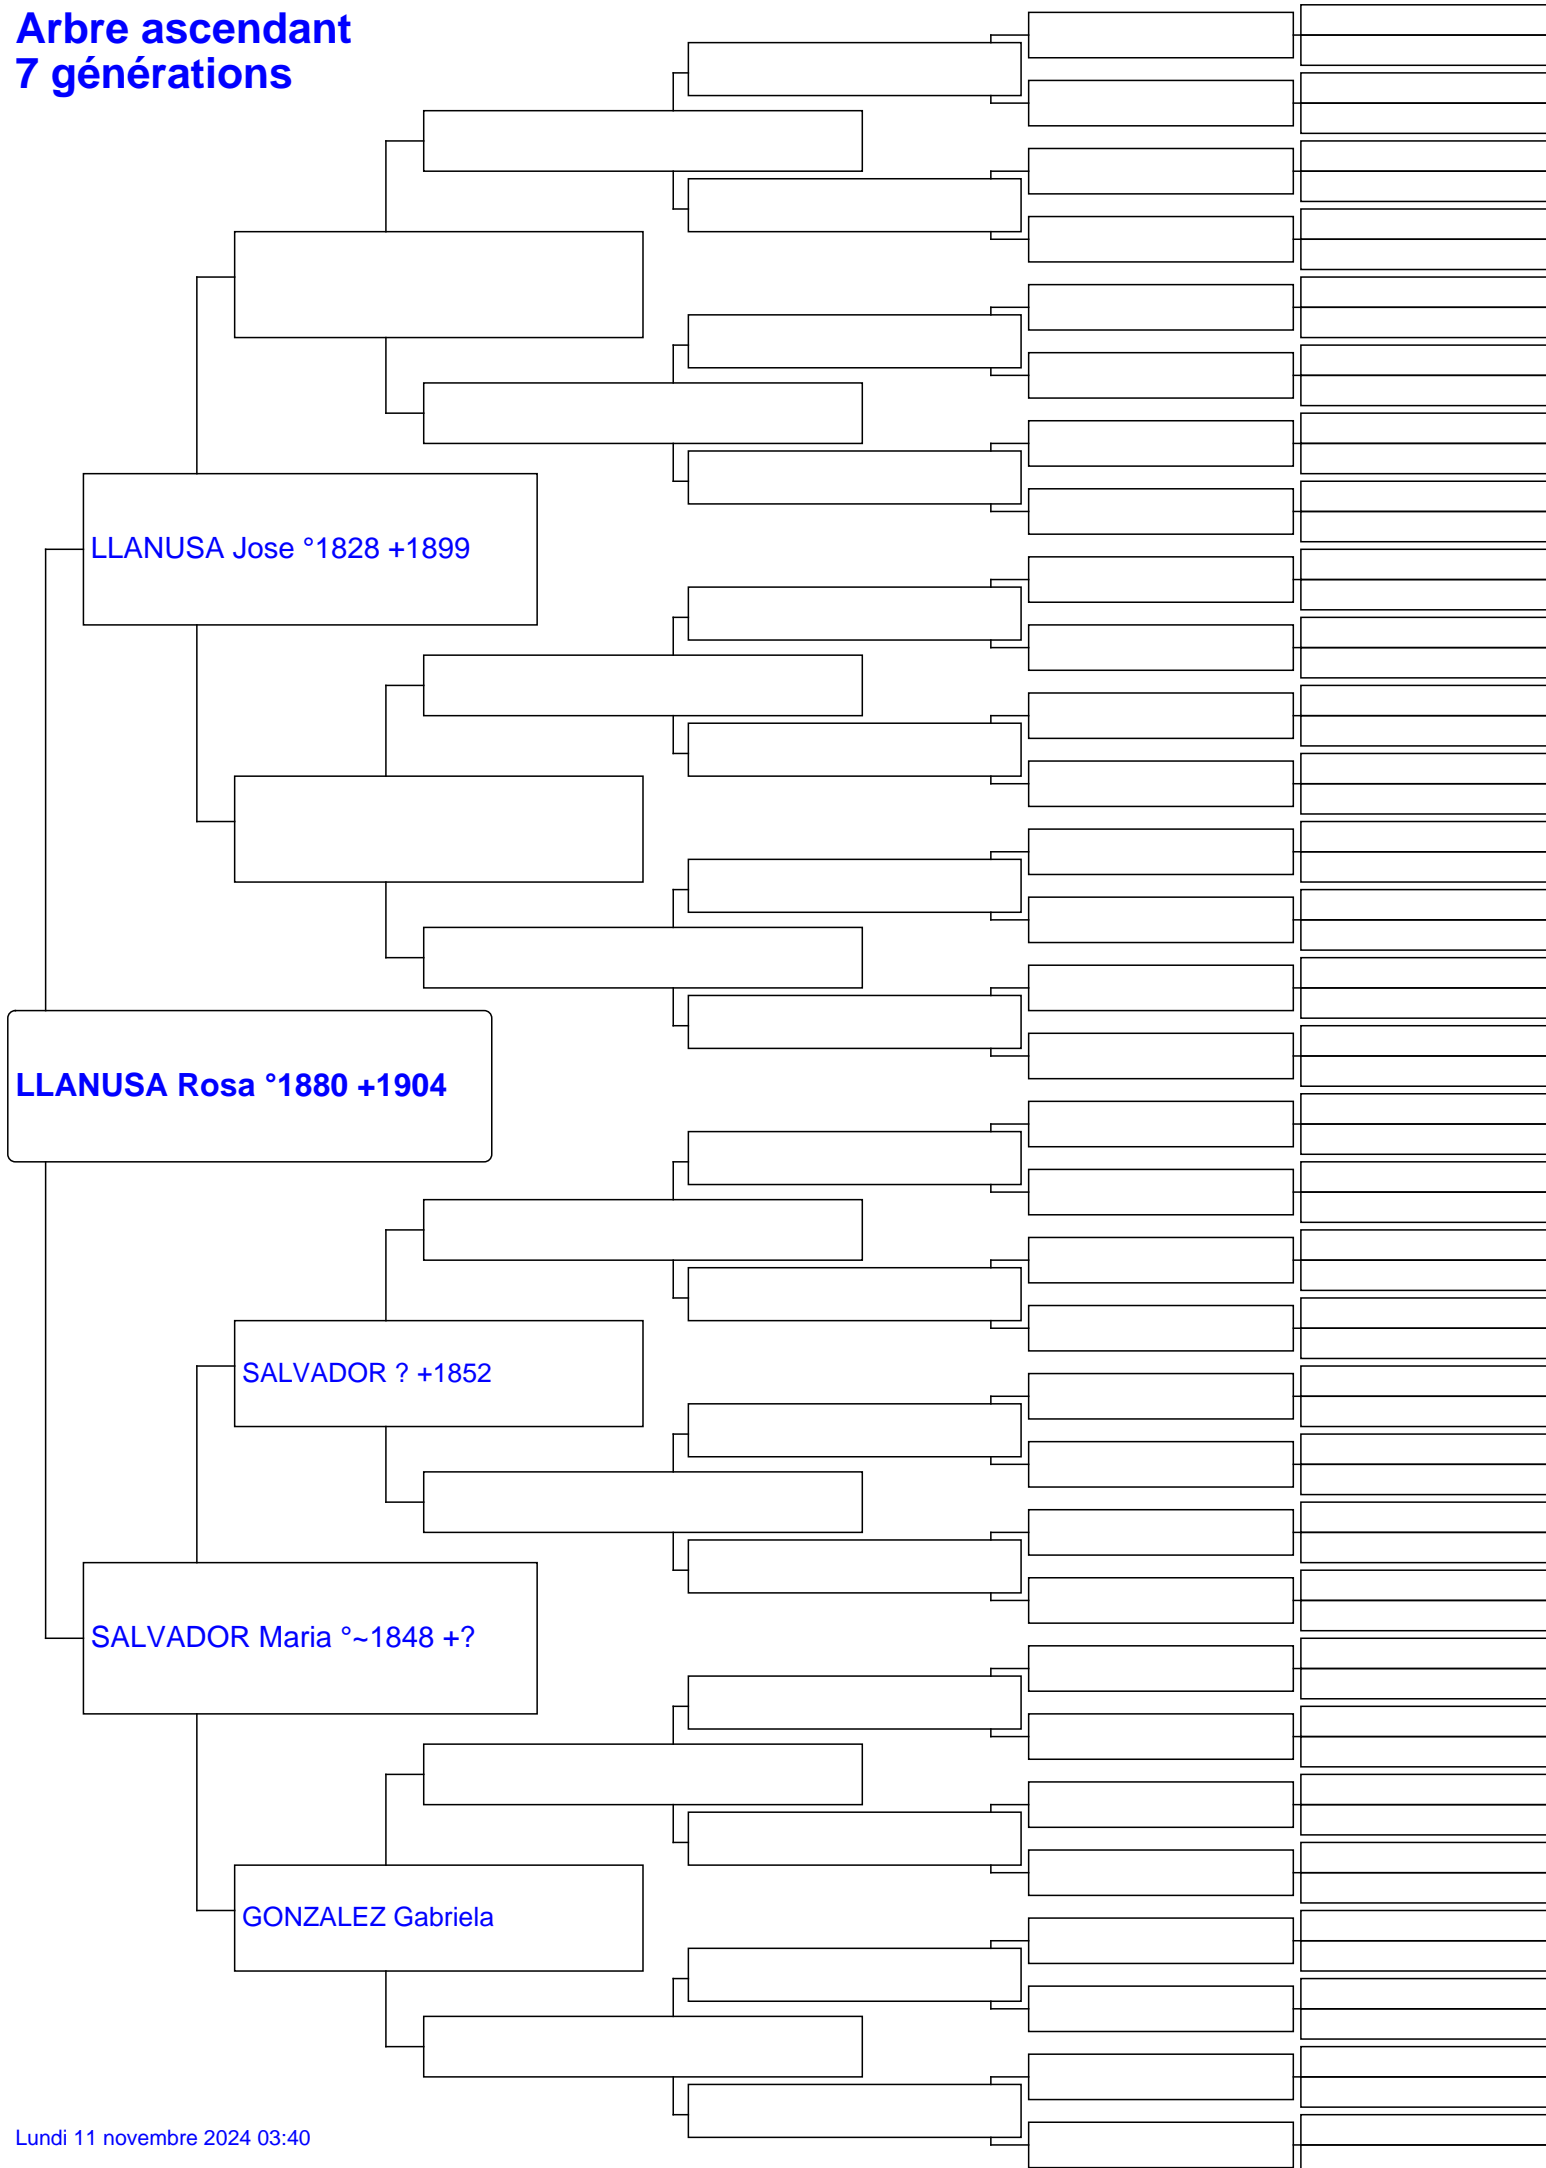 Arbre ascendant
7 générations
LLANUSA Jose °1828 +1899
LLANUSA Rosa °1880 +1904
SALVADOR ? +1852
SALVADOR Maria °~1848 +?
GONZALEZ Gabriela
Lundi 11 novembre 2024 03:40